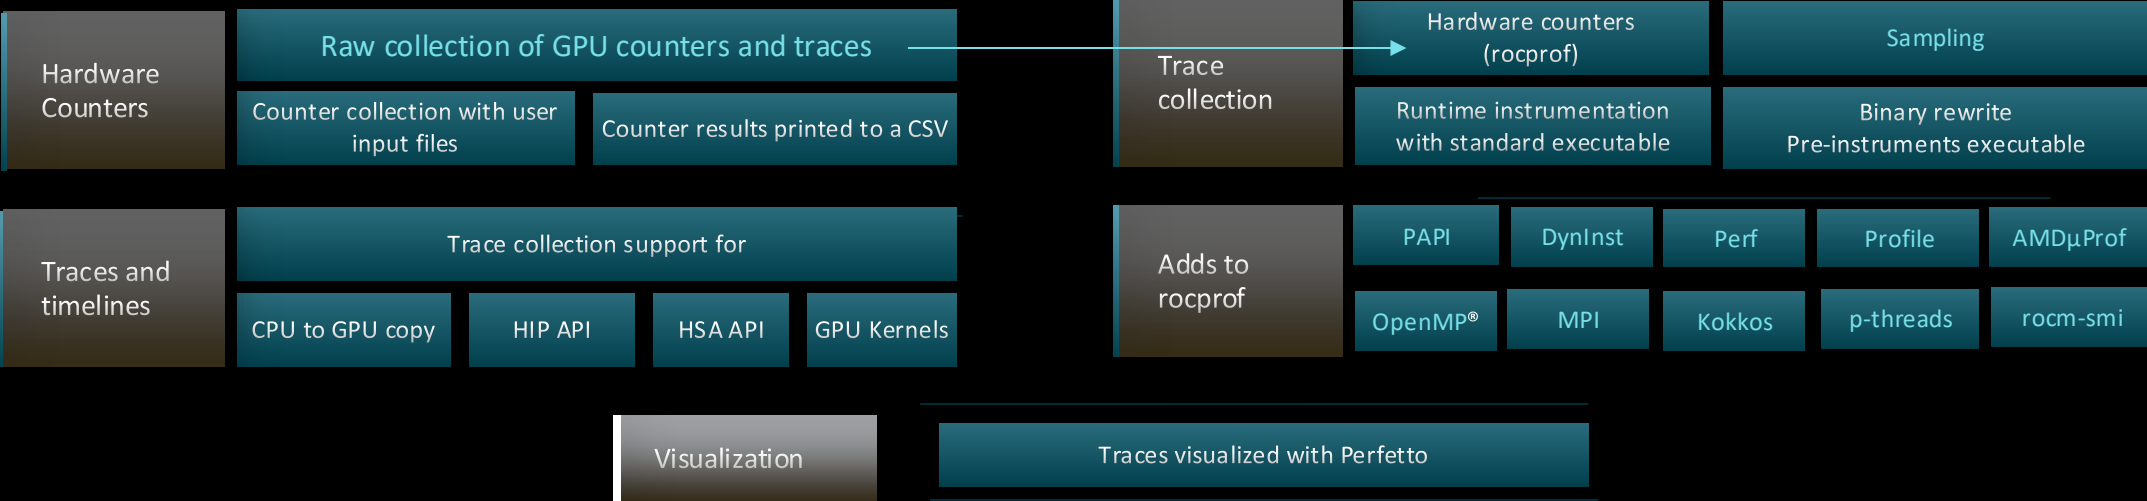 Hardware
Counters
Raw collection of GPU counters and traces
Counter collection with user
input files
Counter results printed to a CSV
Traces and
timelines
Trace collection support for
CPU to GPU copy
HIP API
HSA API
GPU Kernels
Trace
collection
Hardware counters
(rocprof)
Sampling
Runtime instrumentation
with standard executable
Binary rewrite
Pre-instruments executable
Adds to
rocprof
PAPI
DynInst
Perf
Profile
AMDµProf
OpenMP®
MPI
Kokkos
p-threads
rocm-smi
Visualization
Traces visualized with Perfetto